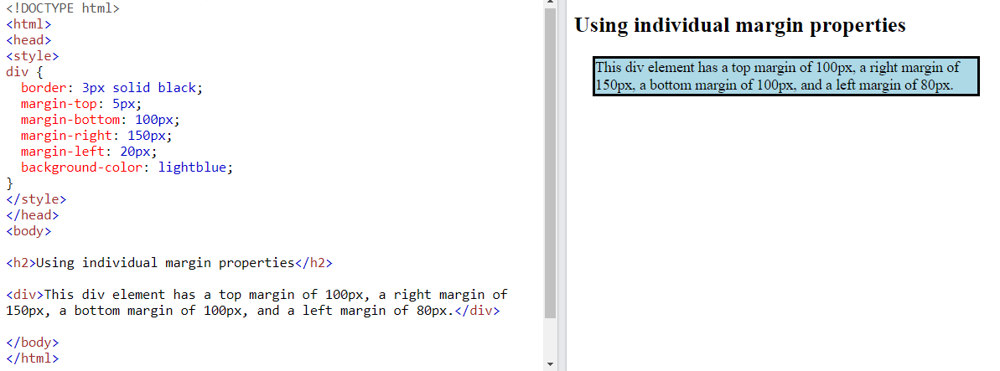 <!DOCTYPE html>
<html>
<head>
<style>
div {
  border: 3px solid black;
  margin-top: 5px;
  margin-bottom: 100px;
  margin-right: 150px;
  margin-left: 20px;
  background-color: lightblue;
}
</style>
</head>
<body>

<h2>Using individual margin properties</h2>

<div>This div element has a top margin of 100px, a right margin of
150px, a bottom margin of 100px, and a left margin of 80px.</div>

</body>
</html>
Using individual margin properties
This div element has a top margin of 100px, a right margin of
150px, a bottom margin of 100px, and a left margin of 80px.